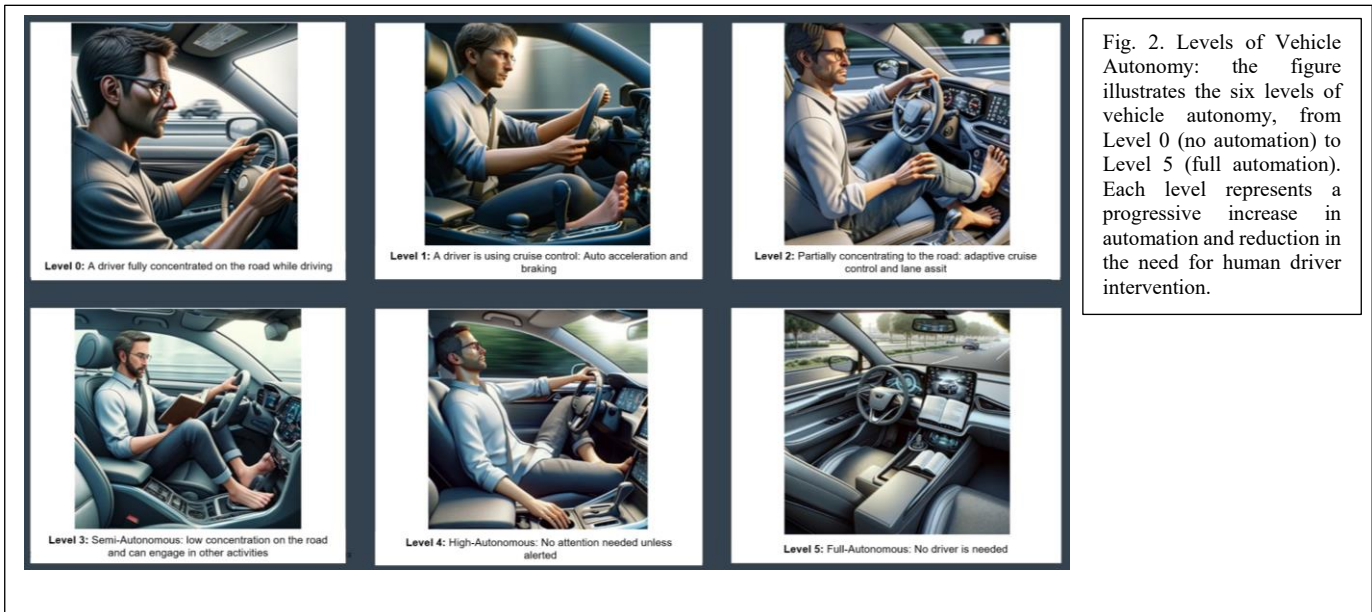 Level 0: A driver fully concentrated on the road while driving
Level 1: A driver is using cruise control: Auto acceleration and
braking
Level 2: Partially concentrating to the road: adaptive cruise
control and lane assit
Level 3: Semi-Autonomous: low concentration on the road
and can engage in other activities
Level 4: High-Autonomous: No attention needed unless
alerted
Level 5: Full-Autonomous: No driver is needed
Fig. 2. Levels of Vehicle
Autonomy: the figure
illustrates the six levels of
vehicle autonomy, from
Level 0 (no automation) to
Level 5 (full automation).
Each level represents a
progressive increase in
automation and reduction in
the need for human driver
intervention.